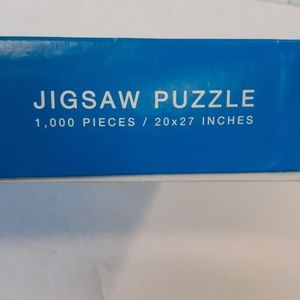 JIGSAW PUZZLE
1,000 PIECES / 20x27 INCHES